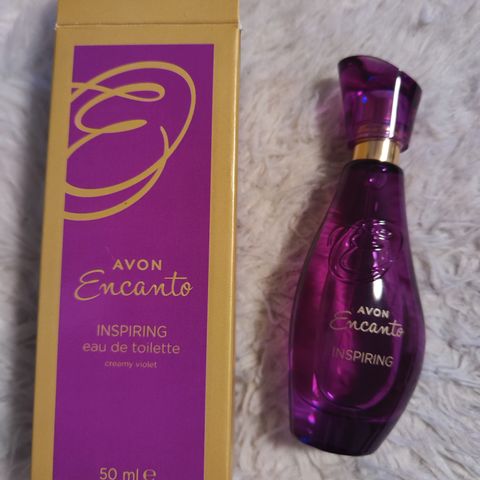 AVON
Encanto
INSPIRING
eau de toilette
creamy violet
50 ml ℮
AVON
Encanto
INSPIRING